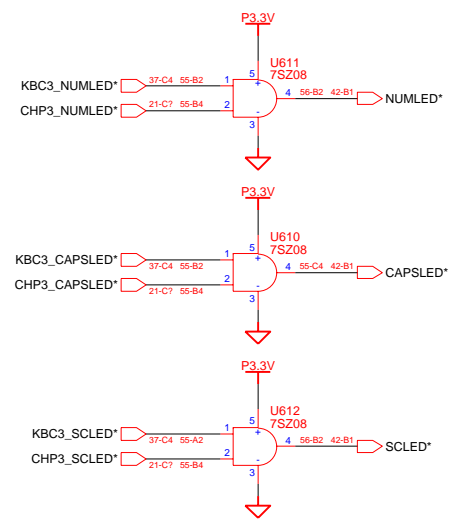 P3.3V
U611
7SZ08
5
+
KBC3_NUMLED*
37-C4 55-B2
1
4
56-B2 42-B1
NUMLED*
CHP3_NUMLED*
21-C? 55-B4
2
-
3
P3.3V
U610
7SZ08
5
+
KBC3_CAPSLED*
37-C4 55-B2
1
4
55-C4 42-B1
CAPSLED*
CHP3_CAPSLED*
21-C? 55-B4
2
-
3
P3.3V
U612
7SZ08
5
+
KBC3_SCLED*
37-C4 55-A2
1
4
56-B2 42-B1
SCLED*
CHP3_SCLED*
21-C? 55-B4
2
-
3